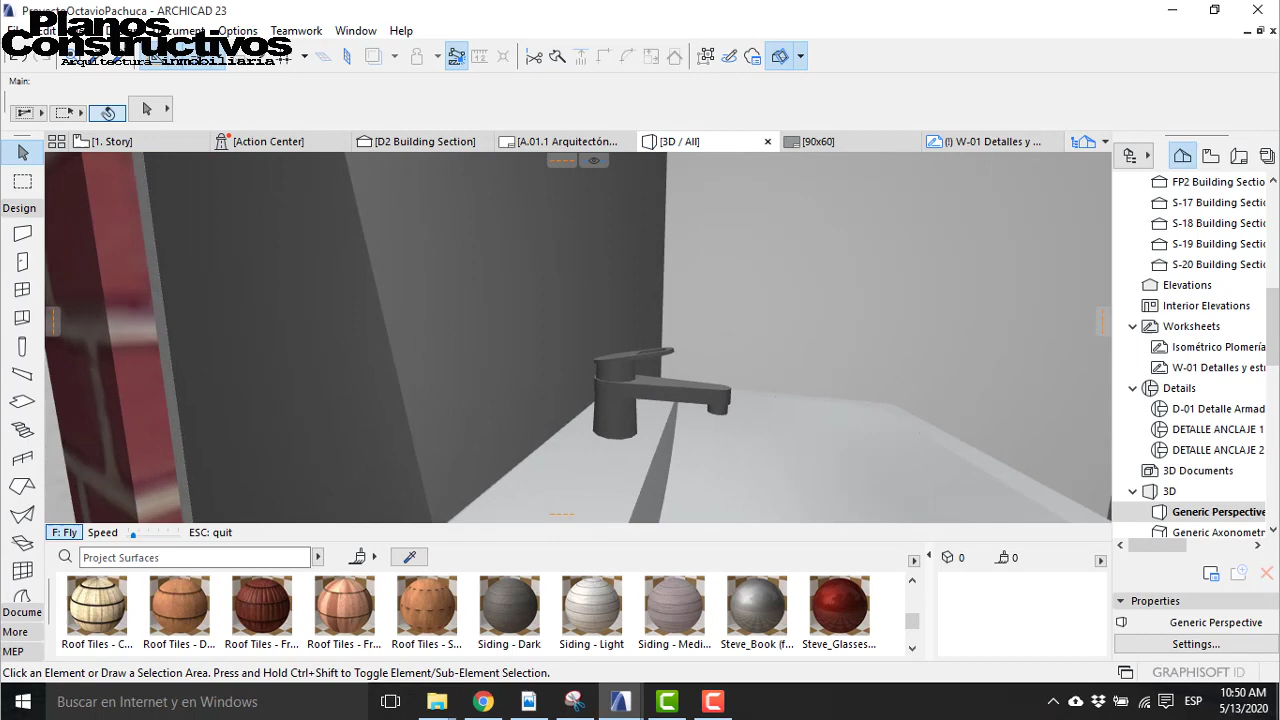 ProyectoOctavioPachuca - ARCHICAD 23
Options Teamwork Window Help
Planos
Constructivos
Arquitectura inmobiliaria
Main:
[1. Story]
[Action Center]
[D2 Building Section]
[A.01.1 Arquitectón...
[3D / All]
[90x60]
(!) W-01 Detalles y ...
Design
Docume
More
MEP
FP2 Building Sectio
S-17 Building Sectio
S-18 Building Sectio
S-19 Building Sectio
S-20 Building Sectio
Elevations
Interior Elevations
Worksheets
Isométrico Plomería
W-01 Detalles y estr
Details
D-01 Detalle Armad
DETALLE ANCLAJE 1
DETALLE ANCLAJE 2
3D Documents
3D
Generic Perspective
Generic Axonometr
F: Fly Speed ESC: quit
Project Surfaces
0 0
Roof Tiles - C... Roof Tiles - D... Roof Tiles - Fr... Roof Tiles - Fr... Roof Tiles - S... Siding - Dark Siding - Light Siding - Medi... Steve_Book (f... Steve_Glasses...
Properties
Generic Perspective
Settings...
Click an Element or Draw a Selection Area. Press and Hold Ctrl+Shift to Toggle Element/Sub-Element Selection.
GRAPHISOFT ID
Buscar en Internet y en Windows
ESP
10:50 AM
5/13/2020